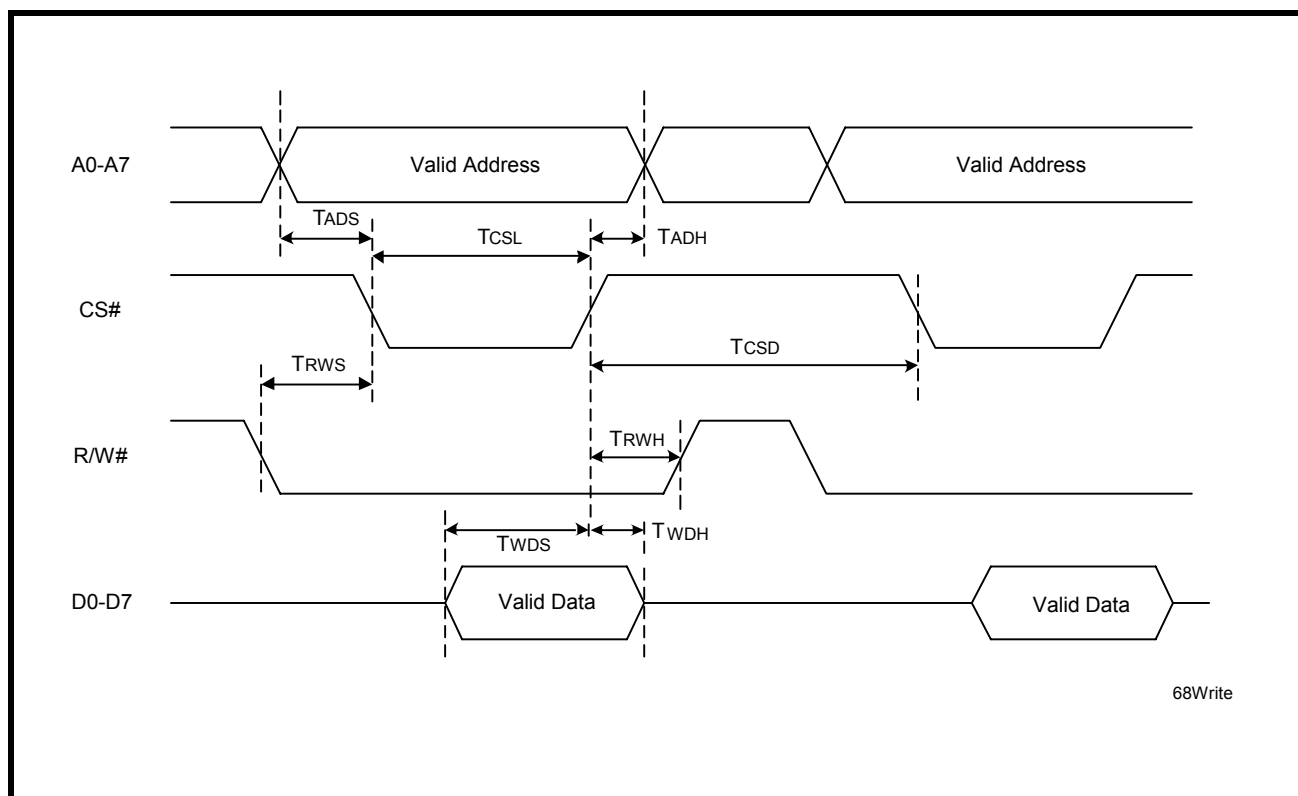 A0-A7
Valid Address
Valid Address
TADS
TCSL
TADH
CS#
TRWS
TCSD
R/W#
TRWH
TWDS
TWDH
D0-D7
Valid Data
Valid Data
68Write